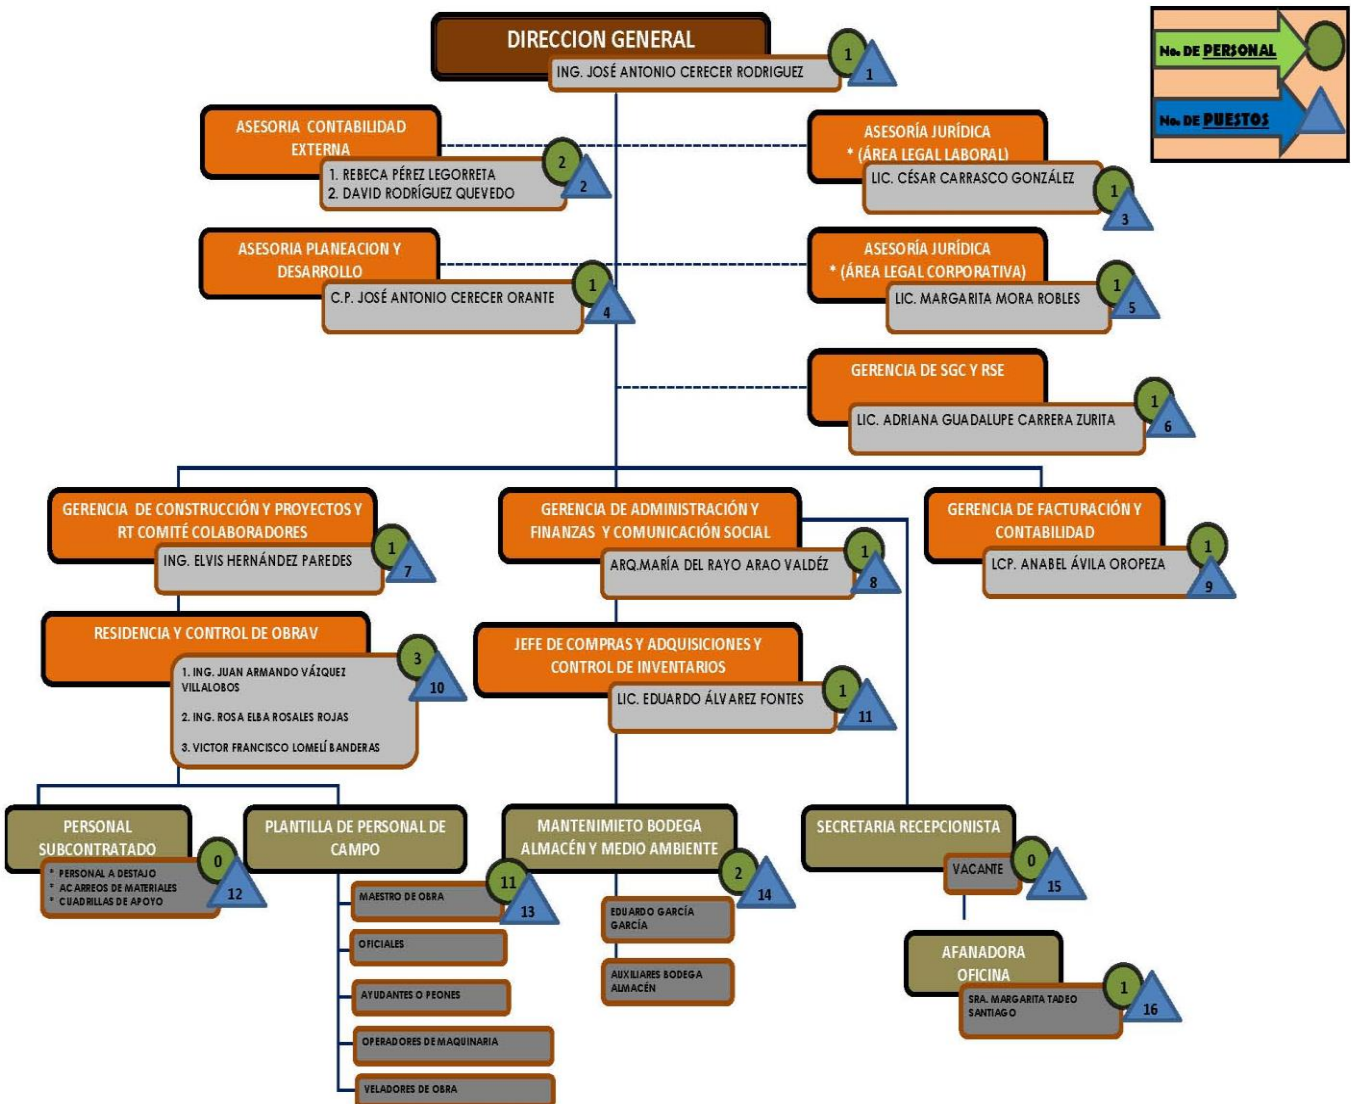 DIRECCION GENERAL
ING. JOSÉ ANTONIO CERECER RODRIGUEZ
1
1
No. DE PERSONAL
No. DE PUESTOS
ASESORIA CONTABILIDAD
EXTERNA
1. REBECA PÉREZ LEGORRETA
2. DAVID RODRÍGUEZ QUEVEDO
2
2
ASESORÍA JURÍDICA
* (ÁREA LEGAL LABORAL)
LIC. CÉSAR CARRASCO GONZÁLEZ
1
3
ASESORIA PLANEACION Y
DESARROLLO
C.P. JOSÉ ANTONIO CERECER ORANTE
1
4
ASESORÍA JURÍDICA
* (ÁREA LEGAL CORPORATIVA)
LIC. MARGARITA MORA ROBLES
1
5
GERENCIA DE SGC Y RSE
LIC. ADRIANA GUADALUPE CARRERA ZURITA
1
6
GERENCIA DE CONSTRUCCIÓN Y PROYECTOS Y
RT COMITÉ COLABORADORES
ING. ELVIS HERNÁNDEZ PAREDES
1
7
GERENCIA DE ADMINISTRACIÓN Y
FINANZAS Y COMUNICACIÓN SOCIAL
ARQ.MARÍA DEL RAYO ARAO VALDÉZ
1
8
GERENCIA DE FACTURACIÓN Y
CONTABILIDAD
LCP. ANABEL ÁVILA OROPEZA
1
9
RESIDENCIA Y CONTROL DE OBRAV
1. ING. JUAN ARMANDO VÁZQUEZ
VILLALOBOS
2. ING. ROSA ELBA ROSALES ROJAS
3. VICTOR FRANCISCO LOMELÍ BANDERAS
3
10
JEFE DE COMPRAS Y ADQUISICIONES Y
CONTROL DE INVENTARIOS
LIC. EDUARDO ÁLVAREZ FONTES
1
11
PERSONAL
SUBCONTRATADO
* PERSONAL A DESTAJO
* ACARREOS DE MATERIALES
* CUADRILLAS DE APOYO
0
12
PLANTILLA DE PERSONAL DE
CAMPO
MAESTRO DE OBRA
11
13
OFICIALES
AYUDANTES O PEONES
OPERADORES DE MAQUINARIA
VELADORES DE OBRA
MANTENIMIETO BODEGA
ALMACÉN Y MEDIO AMBIENTE
2
14
EDUARDO GARCÍA
GARCÍA
AUXILIARES BODEGA
ALMACÉN
SECRETARIA RECEPCIONISTA
VACANTE
0
15
AFANADORA
OFICINA
SRA. MARGARITA TADEO
SANTIAGO
1
16